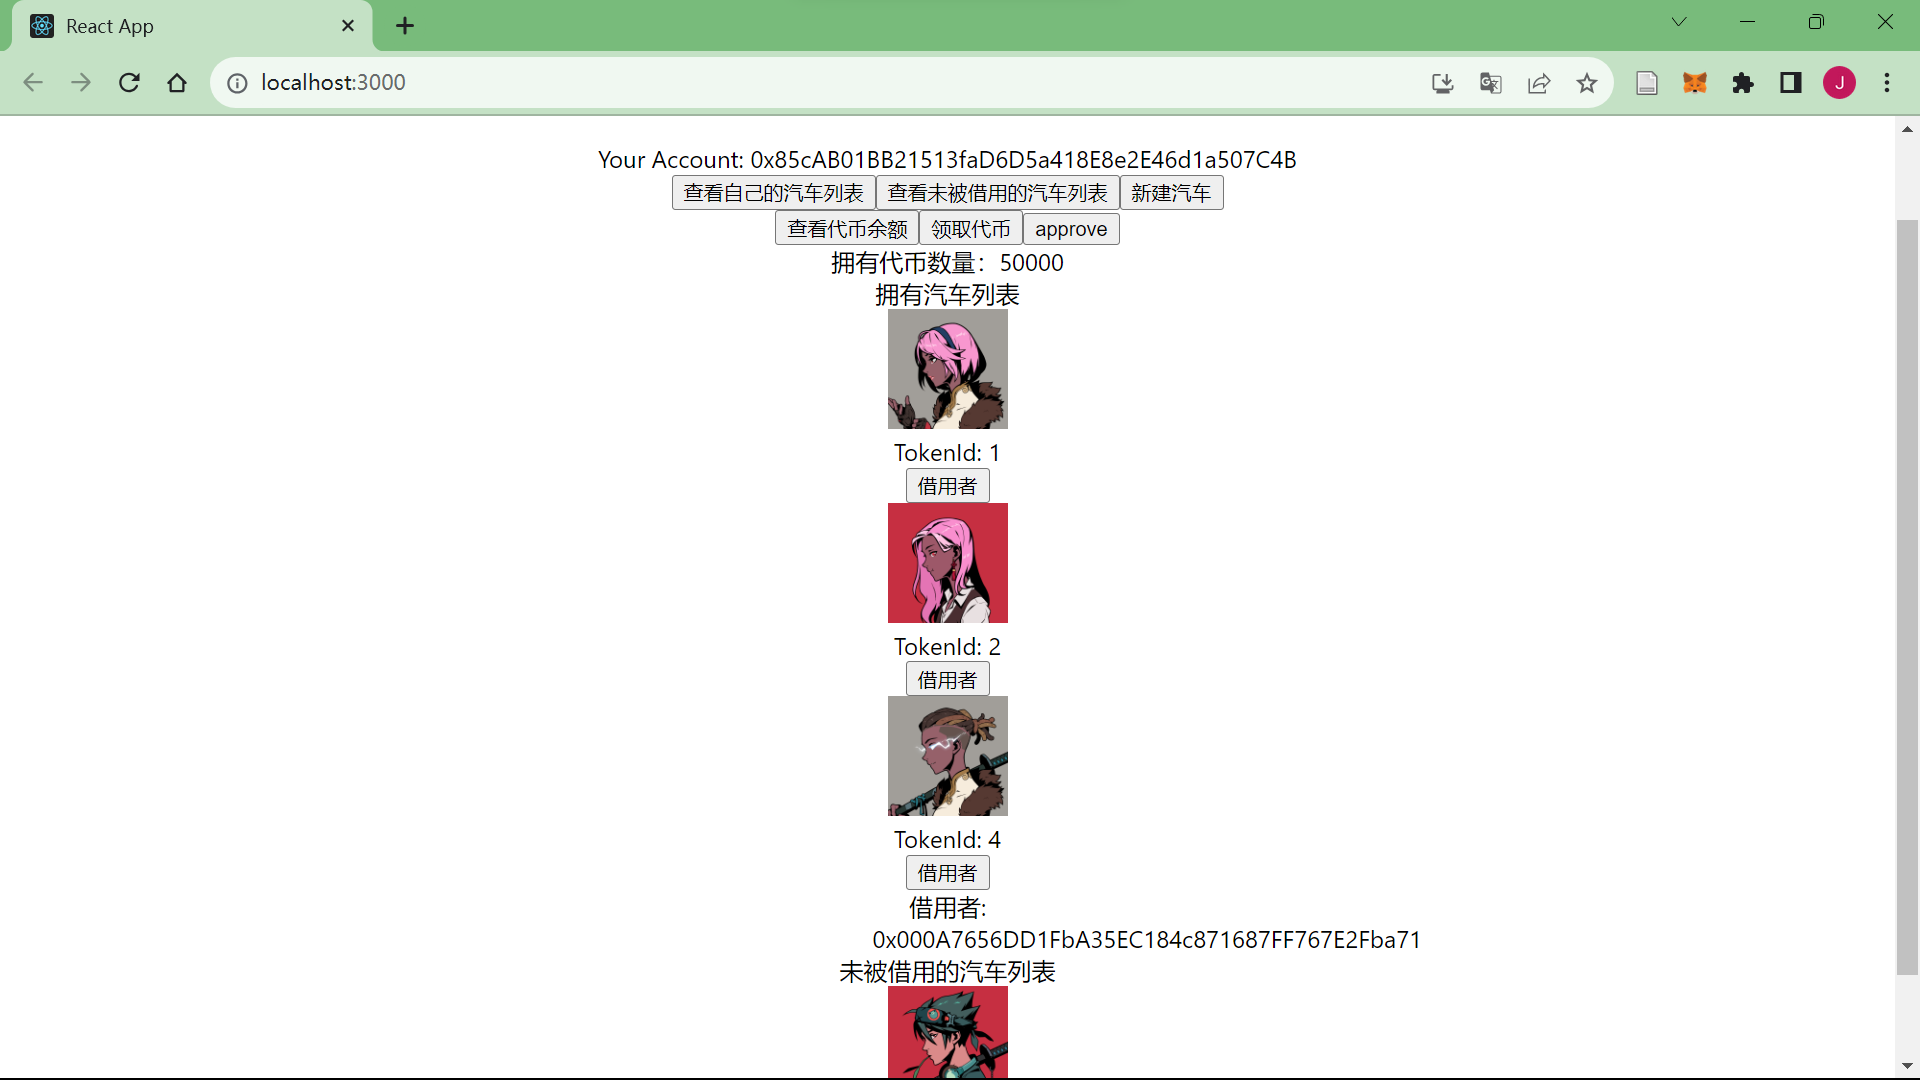 React App
localhost:3000
J
Your Account: 0x85cAB01BB21513faD6D5a418E8e2E46d1a507C4B
查看自己的汽车列表 查看未被借用的汽车列表 新建汽车
查看代币余额 领取代币 approve
拥有代币数量：50000
拥有汽车列表
TokenId: 1
借用者
TokenId: 2
借用者
TokenId: 4
借用者
借用者:
0x000A7656DD1FbA35EC184c871687FF767E2Fba71
未被借用的汽车列表